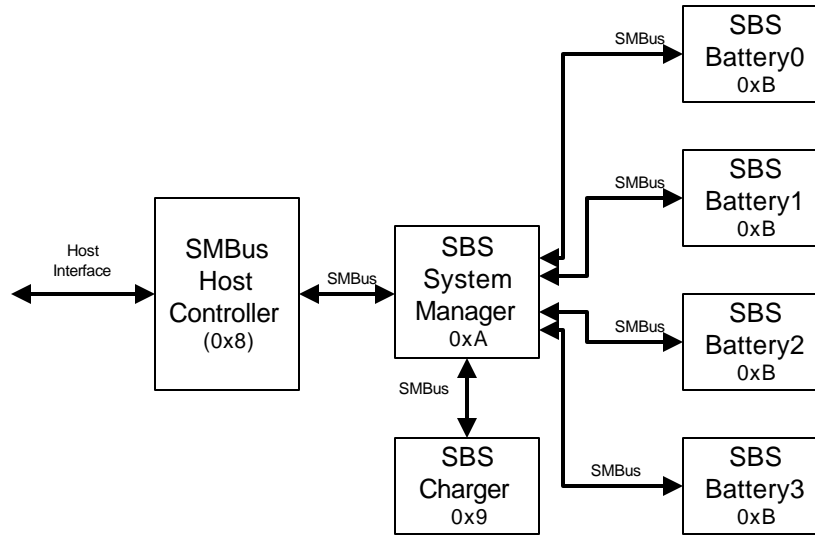 SMBus
SBS
Battery0
0xB
SMBus
SBS
Battery1
0xB
Host
Interface
SMBus
Host
Controller
(0x8)
SMBus
SBS
System
Manager
0xA
SMBus
SBS
Battery2
0xB
SMBus
SBS
Charger
0x9
SMBus
SBS
Battery3
0xB